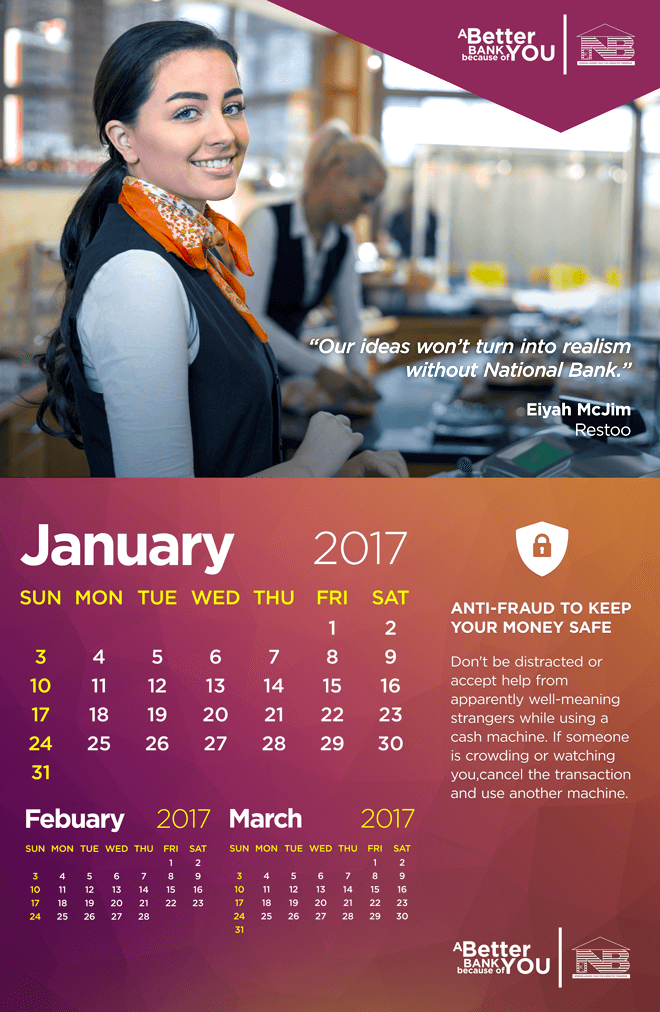 A Better
BANK
because of YOU
NB
“Our ideas won’t turn into realism
without National Bank.”
Eiyah McJim
Restoo
January 2017
SUN MON TUE WED THU FRI SAT
1 2
3 4 5 6 7 8 9
10 11 12 13 14 15 16
17 18 19 20 21 22 23
24 25 26 27 28 29 30
31
ANTI-FRAUD TO KEEP
YOUR MONEY SAFE
Don't be distracted or
accept help from
apparently well-meaning
strangers while using a
cash machine. If someone
is crowding or watching
you,cancel the transaction
and use another machine.
Febuary 2017
SUN MON TUE WED THU FRI SAT
1 2
3 4 5 6 7 8 9
10 11 12 13 14 15 16
17 18 19 20 21 22 23
24 25 26 27 28
March 2017
SUN MON TUE WED THU FRI SAT
1 2
3 4 5 6 7 8 9
10 11 12 13 14 15 16
17 18 19 20 21 22 23
24 25 26 27 28 29 30
31
A Better
BANK
because of YOU
NB